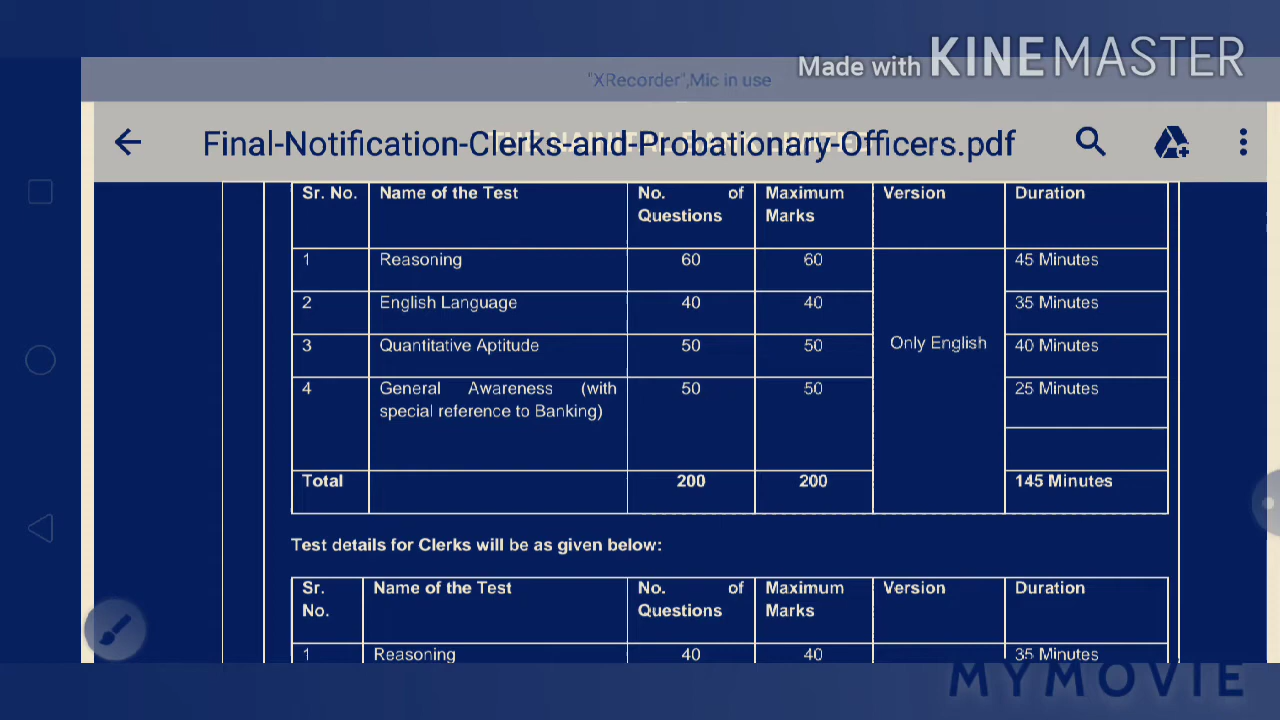 Made with KINEMASTER
"XRecorder",Mic in use
Final-Notification-Clerks-and-Probationary-Officers.pdf
Sr. No. Name of the Test No. of Questions Maximum Marks Version Duration
1 Reasoning 60 60 45 Minutes
2 English Language 40 40 35 Minutes
3 Quantitative Aptitude 50 50 Only English 40 Minutes
4 General Awareness (with special reference to Banking) 50 50 25 Minutes
Total 200 200 145 Minutes
Test details for Clerks will be as given below:
Sr. No. Name of the Test No. of Questions Maximum Marks Version Duration
1 Reasoning 40 40 35 Minutes
MYMOVIE